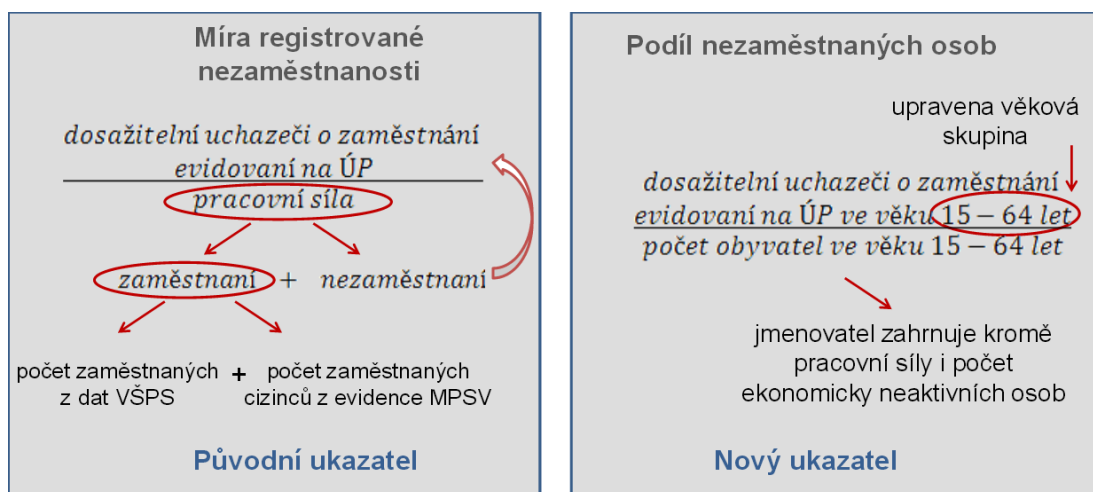 Míra registrované
nezaměstnanosti
dosažitelní uchazeči o zaměstnání
evidovaní na ÚP
pracovní síla
zaměstnaní + nezaměstnaní
počet zaměstnaných
z dat VŠPS
+
počet zaměstnaných
cizinců z evidence MPSV
Původní ukazatel
Podíl nezaměstnaných osob
upravena věková
skupina
dosažitelní uchazeči o zaměstnání
evidovaní na ÚP ve věku 15 – 64 let
počet obyvatel ve věku 15 – 64 let
jmenovatel zahrnuje kromě
pracovní síly i počet
ekonomicky neaktivních osob
Nový ukazatel